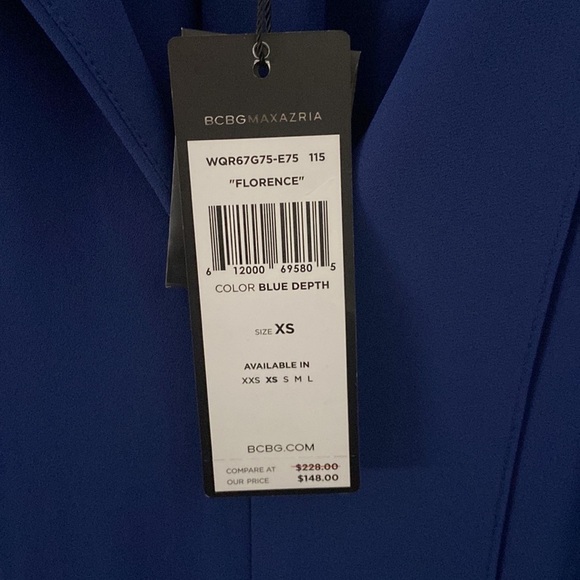 BCBGMAXAZRIA
WQR67G75-E75 115
"FLORENCE"
6 12000 69580 5
COLOR BLUE DEPTH
SIZE XS
AVAILABLE IN
XXS XS S M L
BCBG.COM
COMPARE AT $228.00
OUR PRICE $148.00